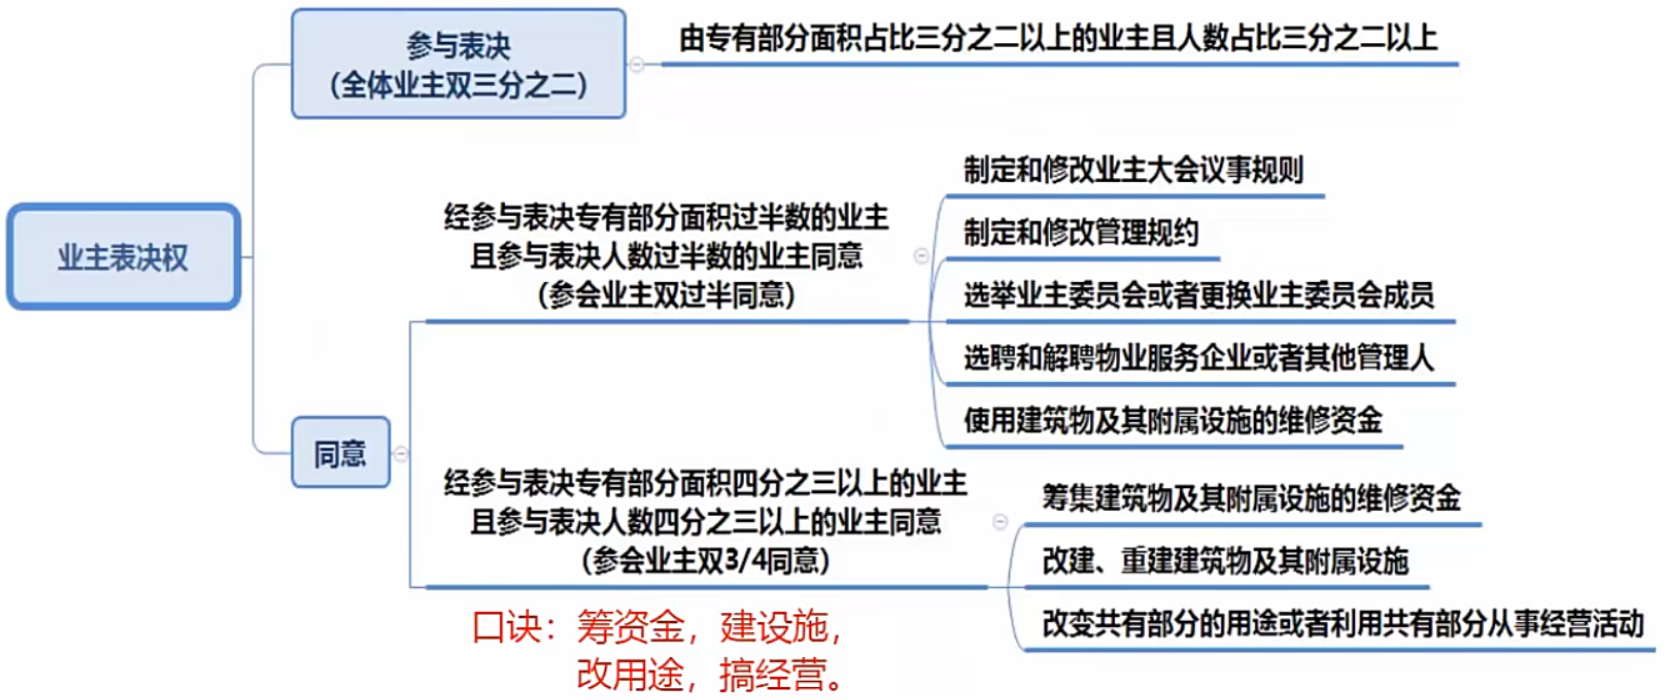 业主表决权
参与表决
（全体业主双三分之二）
由专有部分面积占比三分之二以上的业主且人数占比三分之二以上
同意
经参与表决专有部分面积过半数的业主
且参与表决人数过半数的业主同意
（参会业主双过半同意）
制定和修改业主大会议事规则
制定和修改管理规约
选举业主委员会或者更换业主委员会成员
选聘和解聘物业服务企业或者其他管理人
使用建筑物及其附属设施的维修资金
经参与表决专有部分面积四分之三以上的业主
且参与表决人数四分之三以上的业主同意
（参会业主双3/4同意）
筹集建筑物及其附属设施的维修资金
改建、重建建筑物及其附属设施
改变共有部分的用途或者利用共有部分从事经营活动
口诀：筹资金，建设施，
改用途，搞经营。